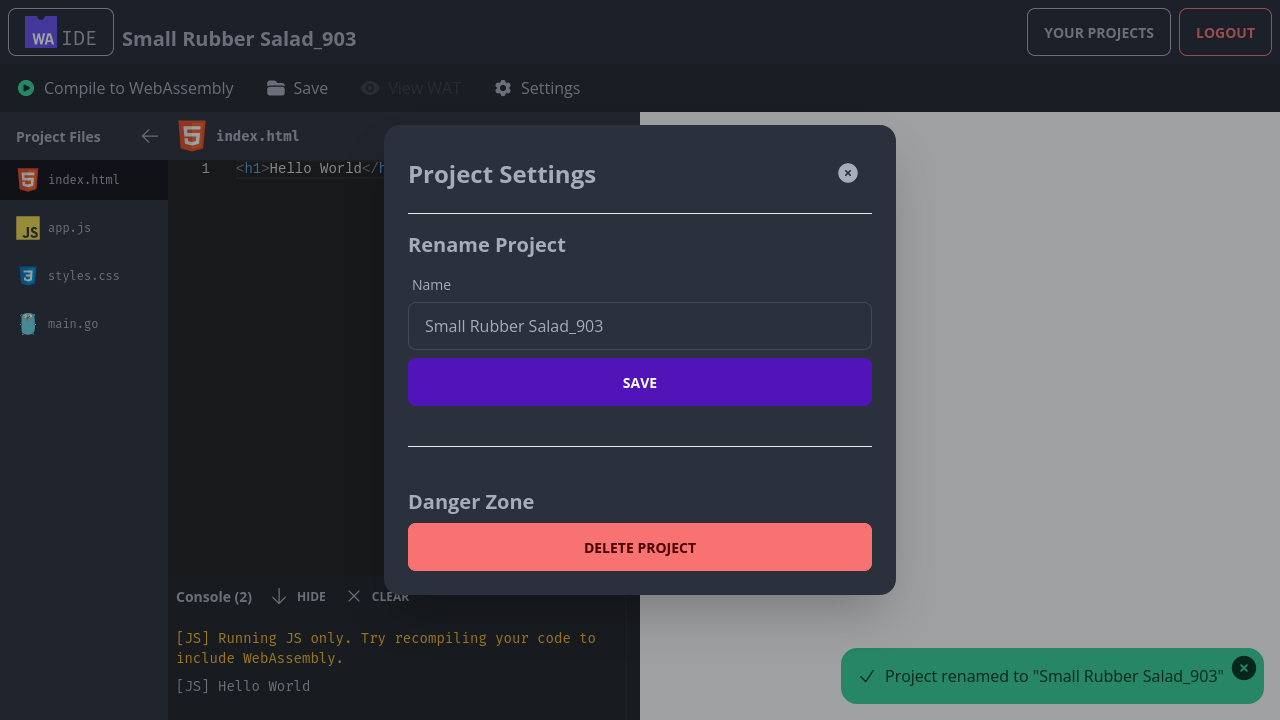 WA IDE
Small Rubber Salad_903
YOUR PROJECTS
LOGOUT
Compile to WebAssembly
Save
View WAT
Settings
Project Files
index.html
app.js
JS
styles.css
main.go
index.html
1
<h1>Hello World</h
Project Settings
Rename Project
Name
Small Rubber Salad_903
SAVE
Danger Zone
DELETE PROJECT
Console (2)
HIDE
CLEAR
[JS] Running JS only. Try recompiling your code to
include WebAssembly.
[JS] Hello World
Project renamed to "Small Rubber Salad_903"